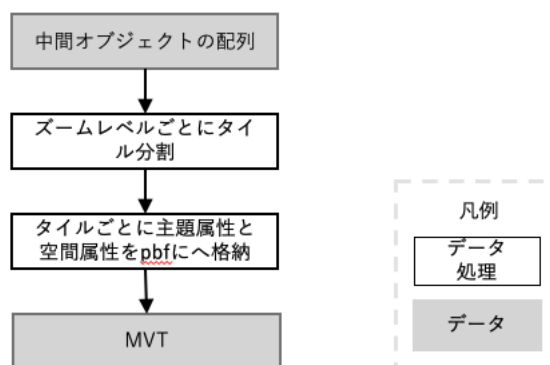 中間オブジェクトの配列
ズームレベルごとにタイ
ル分割
タイルごとに主題属性と
空間属性をpbfにへ格納
MVT
凡例
データ
処理
データ